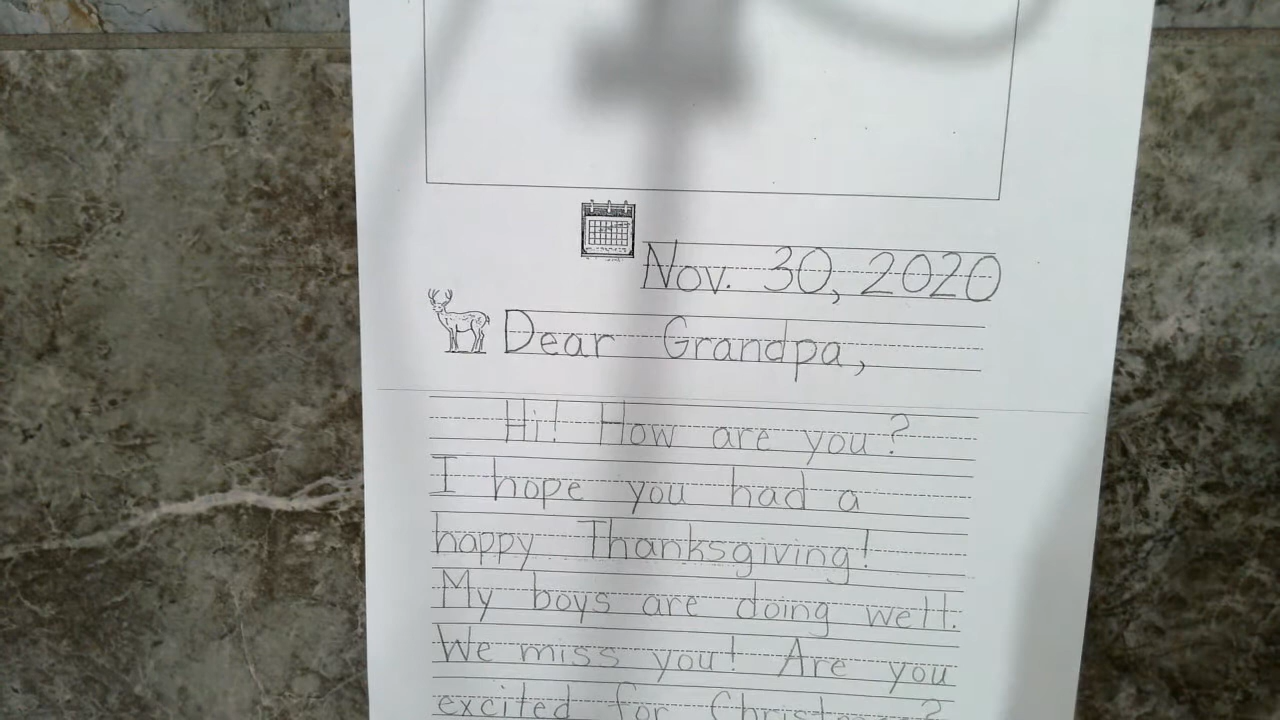 Nov. 30, 2020
Dear Grandpa,
Hi! How are you?
I hope you had a
happy Thanksgiving!
My boys are doing well.
We miss you! Are you
excited for Christmas?